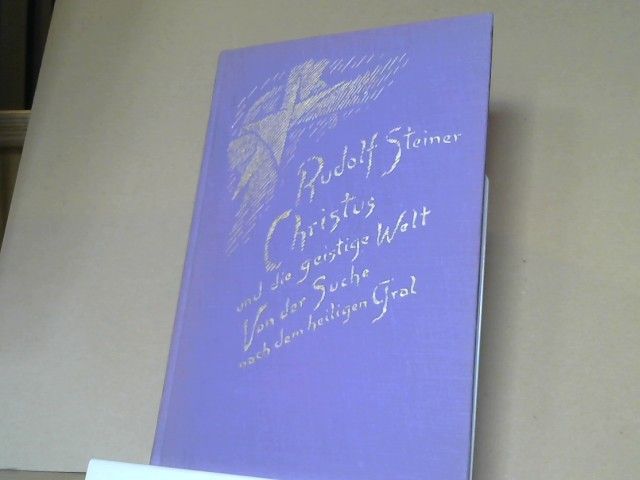 Rudolf Steiner
Christus
und die geistige Welt
Von der Suche
nach dem heiligen Gral